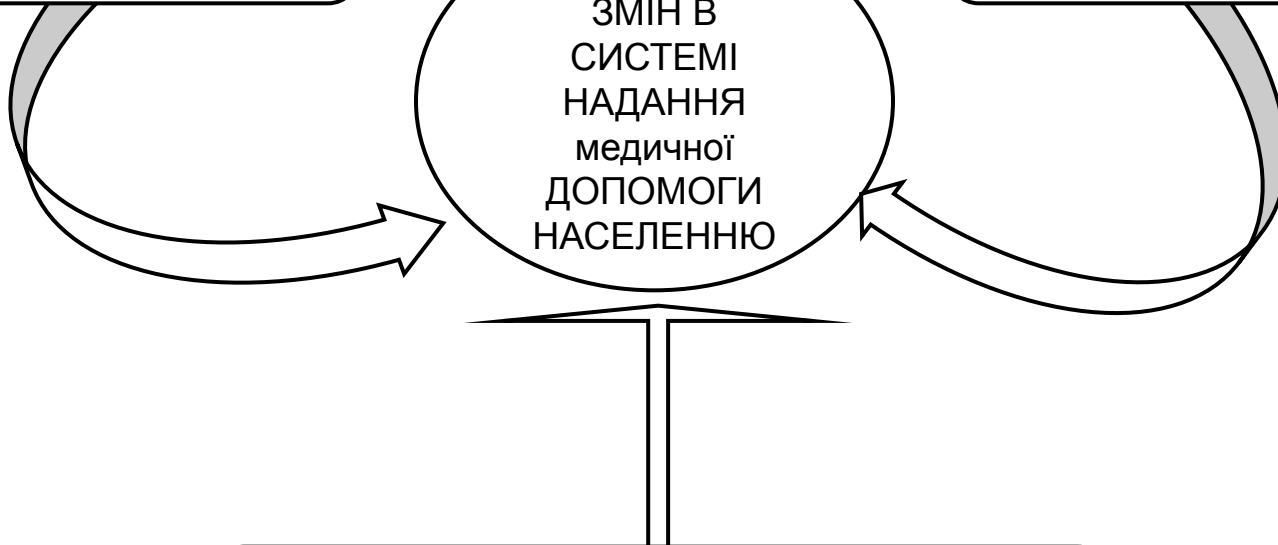 ЗМІН В
СИСТЕМІ
НАДАННЯ
медичної
ДОПОМОГИ
НАСЕЛЕННЮ